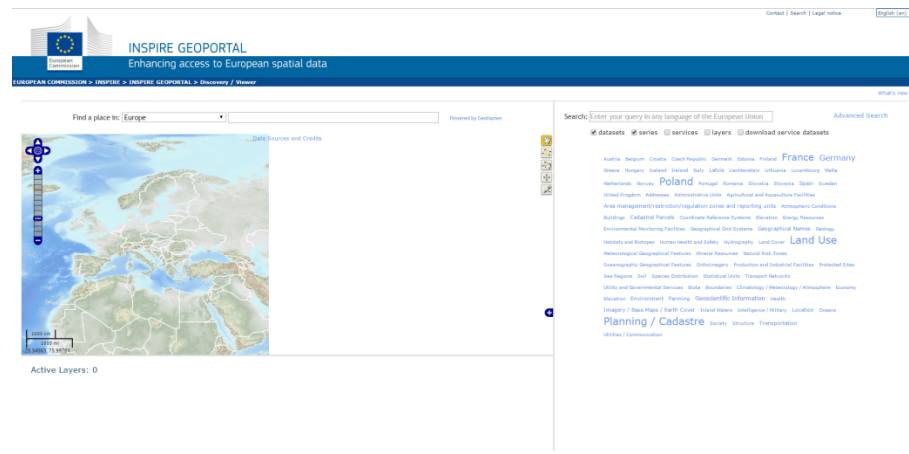 Contact | Search | Legal notice
English (en)
European
Commission
INSPIRE GEOPORTAL
Enhancing access to European spatial data
EUROPEAN COMMISSION > INSPIRE > INSPIRE GEOPORTAL > Discovery / Viewer
What's new
Find a place in: Europe
Powered by GeoNames
Data Sources and Credits
1000 km
1000 mi
Active Layers: 0
Search: Enter your query in any language of the European Union
Advanced Search
datasets series services layers download service datasets
Austria Belgium Croatia Czech Republic Denmark Estonia Finland France Germany
Greece Hungary Iceland Ireland Italy Latvia Liechtenstein Lithuania Luxembourg Malta
Netherlands Norway Poland Portugal Romania Slovakia Slovenia Spain Sweden
United Kingdom Addresses Administrative Units Agricultural and Aquaculture Facilities
Area management/restriction/regulation zones and reporting units Atmospheric Conditions
Buildings Cadastral Parcels Coordinate Reference Systems Elevation Energy Resources
Environmental Monitoring Facilities Geographical Grid Systems Geographical Names Geology
Habitats and Biotopes Human Health and Safety Hydrography Land Cover Land Use
Meteorological Geographical Features Mineral Resources Natural Risk Zones
Oceanographic Geographical Features Orthoimagery Production and Industrial Facilities Protected Sites
Sea Regions Soil Species Distribution Statistical Units Transport Networks
Utility and Governmental Services Biota Boundaries Climatology / Meteorology / Atmosphere Economy
Elevation Environment Farming Geoscientific Information Health
Imagery / Base Maps / Earth Cover Inland Waters Intelligence / Military Location Oceans
Planning / Cadastre Society Structure Transportation
Utilities / Communication